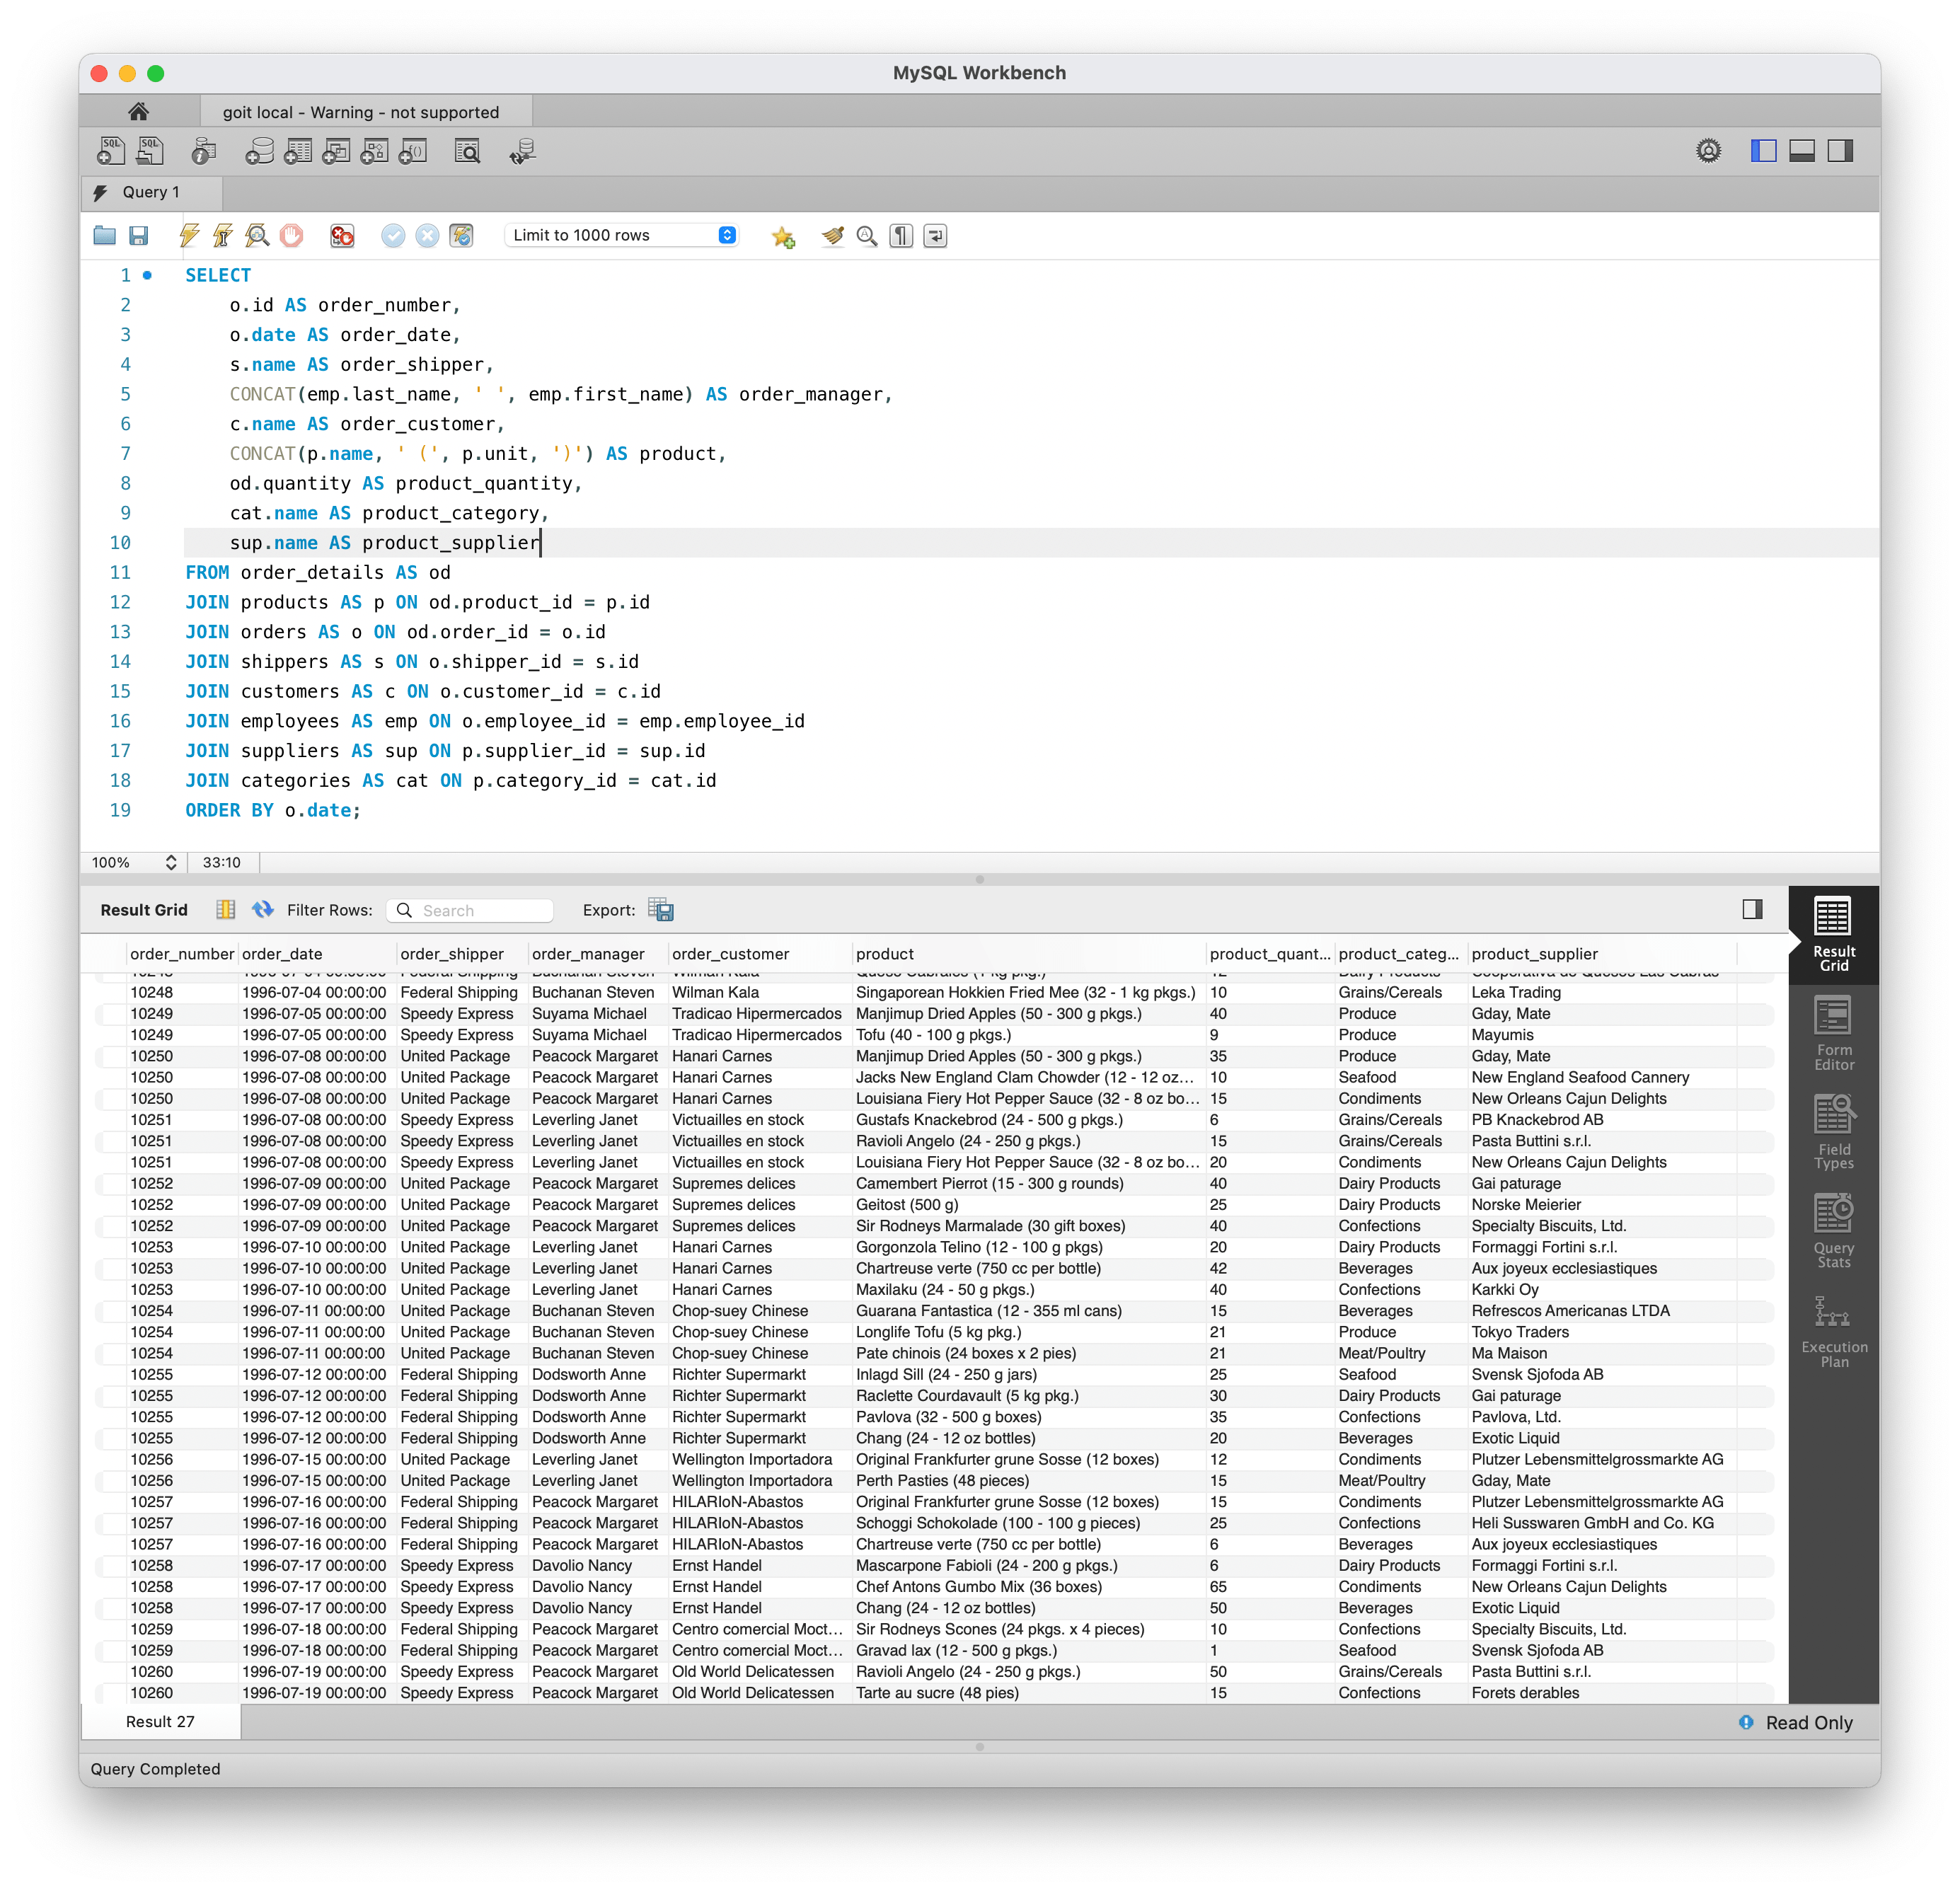 MySQL Workbench
goit local - Warning - not supported
Query 1
Limit to 1000 rows
1 SELECT
2 o.id AS order_number,
3 o.date AS order_date,
4 s.name AS order_shipper,
5 CONCAT(emp.last_name, ' ', emp.first_name) AS order_manager,
6 c.name AS order_customer,
7 CONCAT(p.name, ' (', p.unit, ')') AS product,
8 od.quantity AS product_quantity,
9 cat.name AS product_category,
10 sup.name AS product_supplier
11 FROM order_details AS od
12 JOIN products AS p ON od.product_id = p.id
13 JOIN orders AS o ON od.order_id = o.id
14 JOIN shippers AS s ON o.shipper_id = s.id
15 JOIN customers AS c ON o.customer_id = c.id
16 JOIN employees AS emp ON o.employee_id = emp.employee_id
17 JOIN suppliers AS sup ON p.supplier_id = sup.id
18 JOIN categories AS cat ON p.category_id = cat.id
19 ORDER BY o.date;
100% 33:10
Result Grid Filter Rows: Search Export:
order_number order_date order_shipper order_manager order_customer product product_quant... product_categ... product_supplier
10248 1996-07-04 00:00:00 Federal Shipping Buchanan Steven Wilman Kala Singaporean Hokkien Fried Mee (32 - 1 kg pkgs.) 10 Grains/Cereals Leka Trading
10249 1996-07-05 00:00:00 Speedy Express Suyama Michael Tradicao Hipermercados Manjimup Dried Apples (50 - 300 g pkgs.) 40 Produce Gday, Mate
10249 1996-07-05 00:00:00 Speedy Express Suyama Michael Tradicao Hipermercados Tofu (40 - 100 g pkgs.) 9 Produce Mayumis
10250 1996-07-08 00:00:00 United Package Peacock Margaret Hanari Carnes Manjimup Dried Apples (50 - 300 g pkgs.) 35 Produce Gday, Mate
10250 1996-07-08 00:00:00 United Package Peacock Margaret Hanari Carnes Jacks New England Clam Chowder (12 - 12 oz... 10 Seafood New England Seafood Cannery
10250 1996-07-08 00:00:00 United Package Peacock Margaret Hanari Carnes Louisiana Fiery Hot Pepper Sauce (32 - 8 oz bo... 15 Condiments New Orleans Cajun Delights
10251 1996-07-08 00:00:00 Speedy Express Leverling Janet Victuailles en stock Gustafs Knackebrod (24 - 500 g pkgs.) 6 Grains/Cereals PB Knackebrod AB
10251 1996-07-08 00:00:00 Speedy Express Leverling Janet Victuailles en stock Ravioli Angelo (24 - 250 g pkgs.) 15 Grains/Cereals Pasta Buttini s.r.l.
10251 1996-07-08 00:00:00 Speedy Express Leverling Janet Victuailles en stock Louisiana Fiery Hot Pepper Sauce (32 - 8 oz bo... 20 Condiments New Orleans Cajun Delights
10252 1996-07-09 00:00:00 United Package Peacock Margaret Supremes delices Camembert Pierrot (15 - 300 g rounds) 40 Dairy Products Gai paturage
10252 1996-07-09 00:00:00 United Package Peacock Margaret Supremes delices Geitost (500 g) 25 Dairy Products Norske Meierier
10252 1996-07-09 00:00:00 United Package Peacock Margaret Supremes delices Sir Rodneys Marmalade (30 gift boxes) 40 Confections Specialty Biscuits, Ltd.
10253 1996-07-10 00:00:00 United Package Leverling Janet Hanari Carnes Gorgonzola Telino (12 - 100 g pkgs) 20 Dairy Products Formaggi Fortini s.r.l.
10253 1996-07-10 00:00:00 United Package Leverling Janet Hanari Carnes Chartreuse verte (750 cc per bottle) 42 Beverages Aux joyeux ecclesiastiques
10253 1996-07-10 00:00:00 United Package Leverling Janet Hanari Carnes Maxilaku (24 - 50 g pkgs.) 40 Confections Karkki Oy
10254 1996-07-11 00:00:00 United Package Buchanan Steven Chop-suey Chinese Guarana Fantastica (12 - 355 ml cans) 15 Beverages Refrescos Americanas LTDA
10254 1996-07-11 00:00:00 United Package Buchanan Steven Chop-suey Chinese Longlife Tofu (5 kg pkg.) 21 Produce Tokyo Traders
10254 1996-07-11 00:00:00 United Package Buchanan Steven Chop-suey Chinese Pate chinois (24 boxes x 2 pies) 21 Meat/Poultry Ma Maison
10255 1996-07-12 00:00:00 Federal Shipping Dodsworth Anne Richter Supermarkt Inlagd Sill (24 - 250 g jars) 25 Seafood Svensk Sjofoda AB
10255 1996-07-12 00:00:00 Federal Shipping Dodsworth Anne Richter Supermarkt Raclette Courdavault (5 kg pkg.) 30 Dairy Products Gai paturage
10255 1996-07-12 00:00:00 Federal Shipping Dodsworth Anne Richter Supermarkt Pavlova (32 - 500 g boxes) 35 Confections Pavlova, Ltd.
10255 1996-07-12 00:00:00 Federal Shipping Dodsworth Anne Richter Supermarkt Chang (24 - 12 oz bottles) 20 Beverages Exotic Liquid
10256 1996-07-15 00:00:00 United Package Leverling Janet Wellington Importadora Original Frankfurter grune Sosse (12 boxes) 12 Condiments Plutzer Lebensmittelgrossmarkte AG
10256 1996-07-15 00:00:00 United Package Leverling Janet Wellington Importadora Perth Pasties (48 pieces) 15 Meat/Poultry Gday, Mate
10257 1996-07-16 00:00:00 Federal Shipping Peacock Margaret HILARIoN-Abastos Original Frankfurter grune Sosse (12 boxes) 15 Condiments Plutzer Lebensmittelgrossmarkte AG
10257 1996-07-16 00:00:00 Federal Shipping Peacock Margaret HILARIoN-Abastos Schoggi Schokolade (100 - 100 g pieces) 25 Confections Heli Susswaren GmbH and Co. KG
10257 1996-07-16 00:00:00 Federal Shipping Peacock Margaret HILARIoN-Abastos Chartreuse verte (750 cc per bottle) 6 Beverages Aux joyeux ecclesiastiques
10258 1996-07-17 00:00:00 Speedy Express Davolio Nancy Ernst Handel Mascarpone Fabioli (24 - 200 g pkgs.) 6 Dairy Products Formaggi Fortini s.r.l.
10258 1996-07-17 00:00:00 Speedy Express Davolio Nancy Ernst Handel Chef Antons Gumbo Mix (36 boxes) 65 Condiments New Orleans Cajun Delights
10258 1996-07-17 00:00:00 Speedy Express Davolio Nancy Ernst Handel Chang (24 - 12 oz bottles) 50 Beverages Exotic Liquid
10259 1996-07-18 00:00:00 Federal Shipping Peacock Margaret Centro comercial Moct... Sir Rodneys Scones (24 pkgs. x 4 pieces) 10 Confections Specialty Biscuits, Ltd.
10259 1996-07-18 00:00:00 Federal Shipping Peacock Margaret Centro comercial Moct... Gravad lax (12 - 500 g pkgs.) 1 Seafood Svensk Sjofoda AB
10260 1996-07-19 00:00:00 Speedy Express Peacock Margaret Old World Delicatessen Ravioli Angelo (24 - 250 g pkgs.) 50 Grains/Cereals Pasta Buttini s.r.l.
10260 1996-07-19 00:00:00 Speedy Express Peacock Margaret Old World Delicatessen Tarte au sucre (48 pies) 15 Confections Forets derables
Result
Grid
Form
Editor
Field
Types
Query
Stats
Execution
Plan
Result 27
Read Only
Query Completed